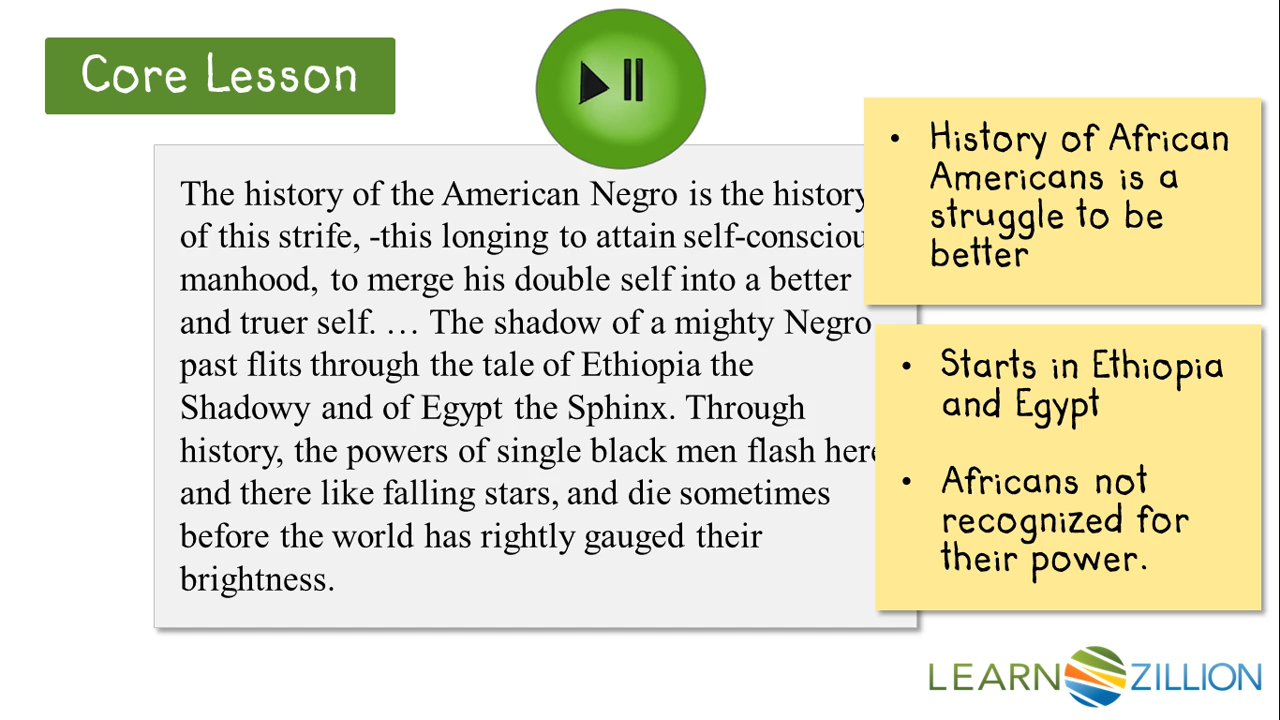 Core Lesson
The history of the American Negro is the history
of this strife, -this longing to attain self-consciou
manhood, to merge his double self into a better
and truer self. … The shadow of a mighty Negro
past flits through the tale of Ethiopia the
Shadowy and of Egypt the Sphinx. Through
history, the powers of single black men flash here
and there like falling stars, and die sometimes
before the world has rightly gauged their
brightness.
• History of African
Americans is a
struggle to be
better
• Starts in Ethiopia
and Egypt
• Africans not
recognized for
their power.
LEARN ZILLION